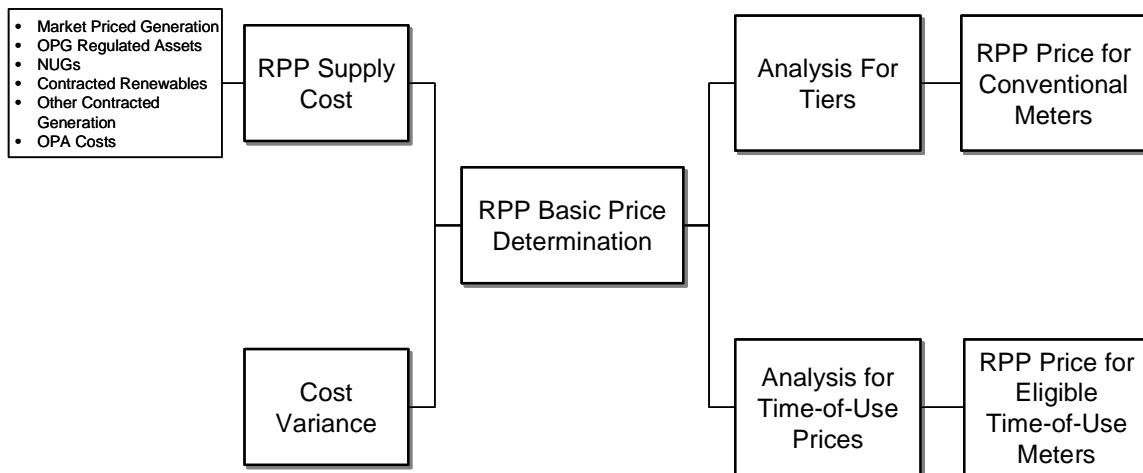 • Market Priced Generation
• OPG Regulated Assets
• NUGs
• Contracted Renewables
• Other Contracted
Generation
• OPA Costs
RPP Supply
Cost
Analysis For
Tiers
RPP Price for
Conventional
Meters
RPP Basic Price
Determination
Cost
Variance
Analysis for
Time-of-Use
Prices
RPP Price for
Eligible
Time-of-Use
Meters